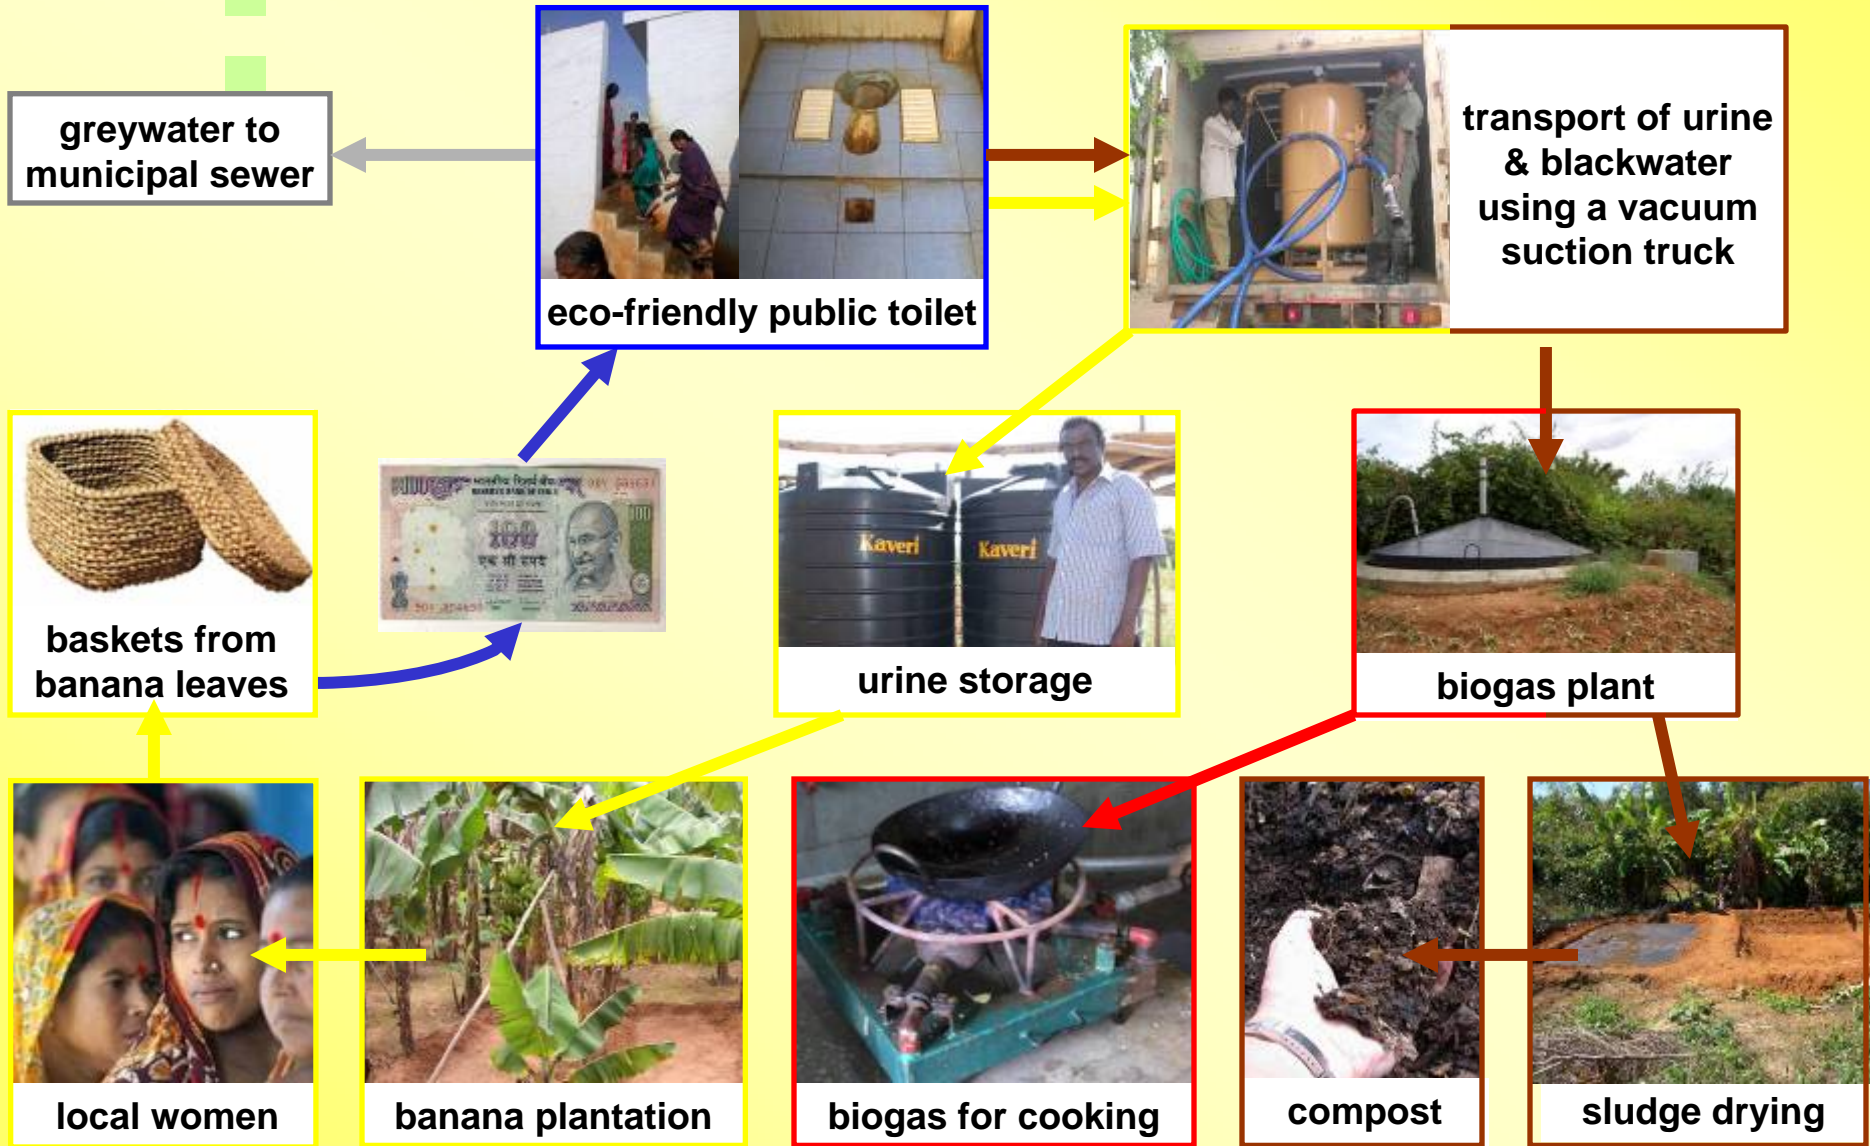 greywater to
municipal sewer
eco-friendly public toilet
transport of urine
& blackwater
using a vacuum
suction truck
baskets from
banana leaves
100
Kaveri
Kaveri
urine storage
biogas plant
local women
banana plantation
biogas for cooking
compost
sludge drying